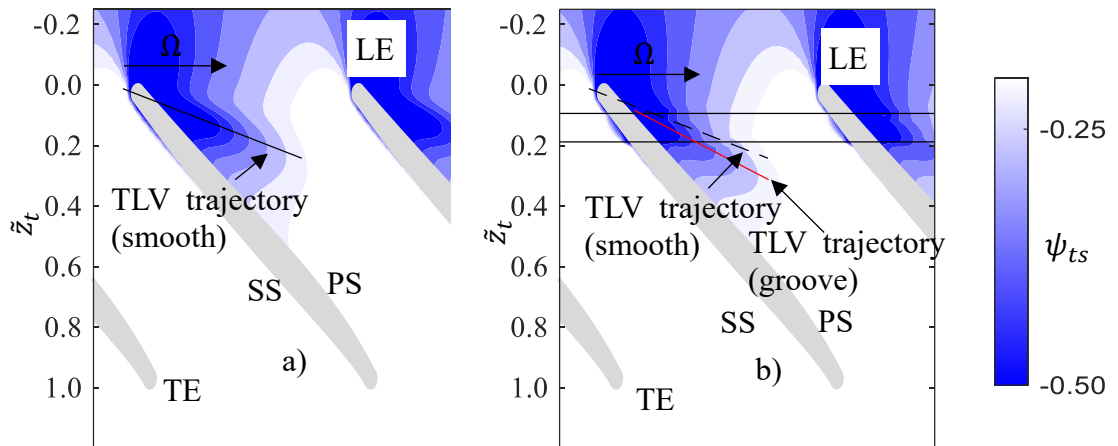 -0.2
0.0
0.2
0.4
0.6
0.8
1.0
z̃t
Ω
LE
TLV trajectory
(smooth)
SS
PS
a)
TE
-0.2
0.0
0.2
0.4
0.6
0.8
1.0
z̃t
Ω
LE
TLV trajectory
(smooth)
TLV trajectory
(groove)
SS
PS
b)
TE
-0.25
ψts
-0.50